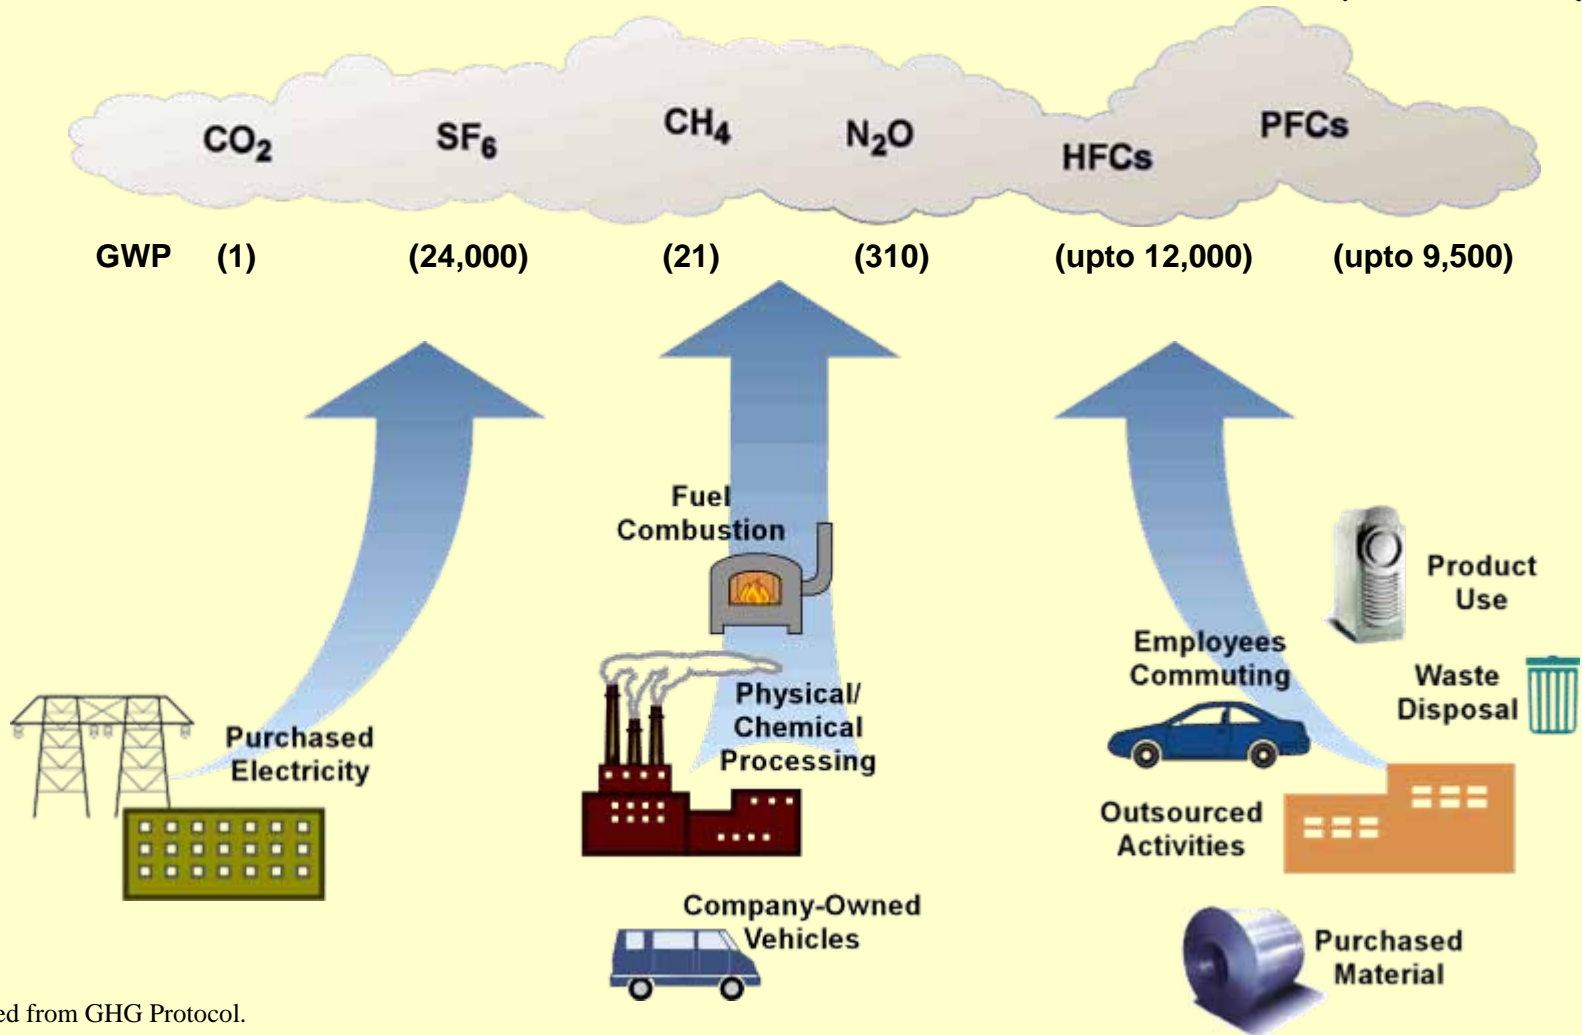 CO₂ SF₆ CH₄ N₂O HFCs PFCs
GWP (1) (24,000) (21) (310) (upto 12,000) (upto 9,500)
Purchased
Electricity
Fuel
Combustion
Physical/
Chemical
Processing
Company-Owned
Vehicles
Product
Use
Employees
Commuting
Waste
Disposal
Outsourced
Activities
Purchased
Material
from GHG Protocol.